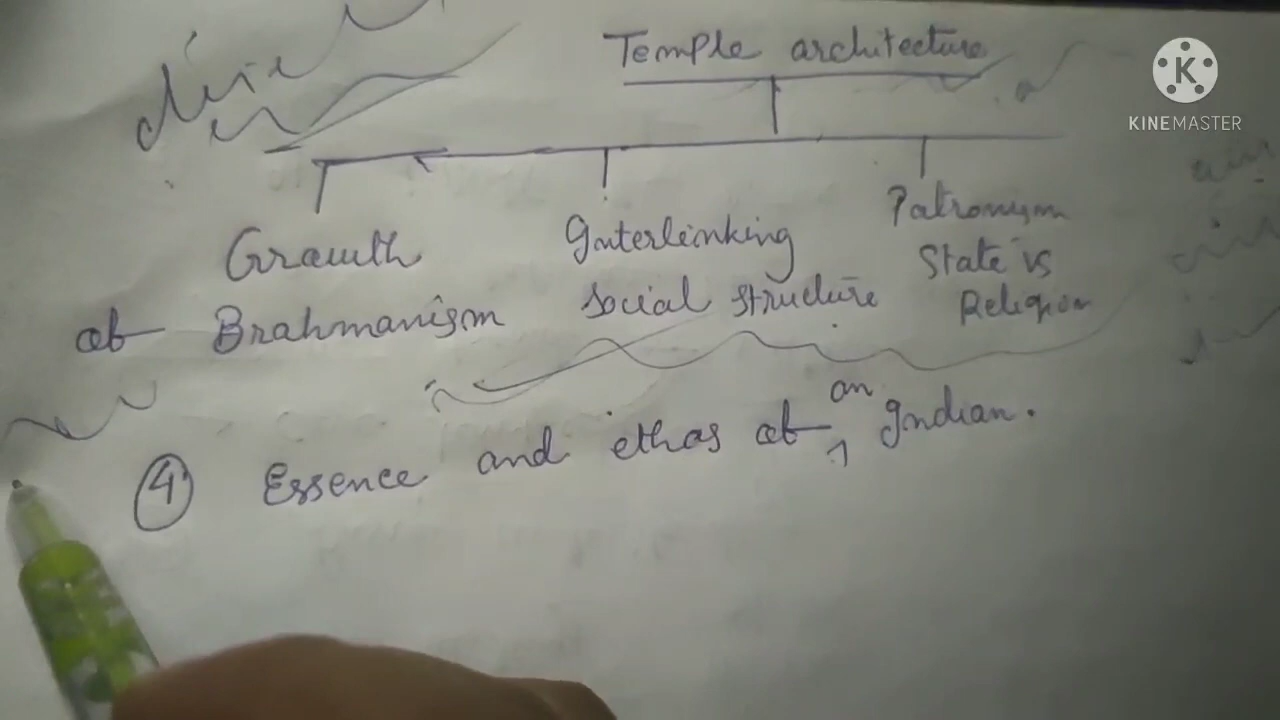 Temple architecture
KINEMASTER
Growth
of Brahmanism
Interlinking
Social structure
Patronism
State vs
Religion
④ Essence and ethos of an Indian.